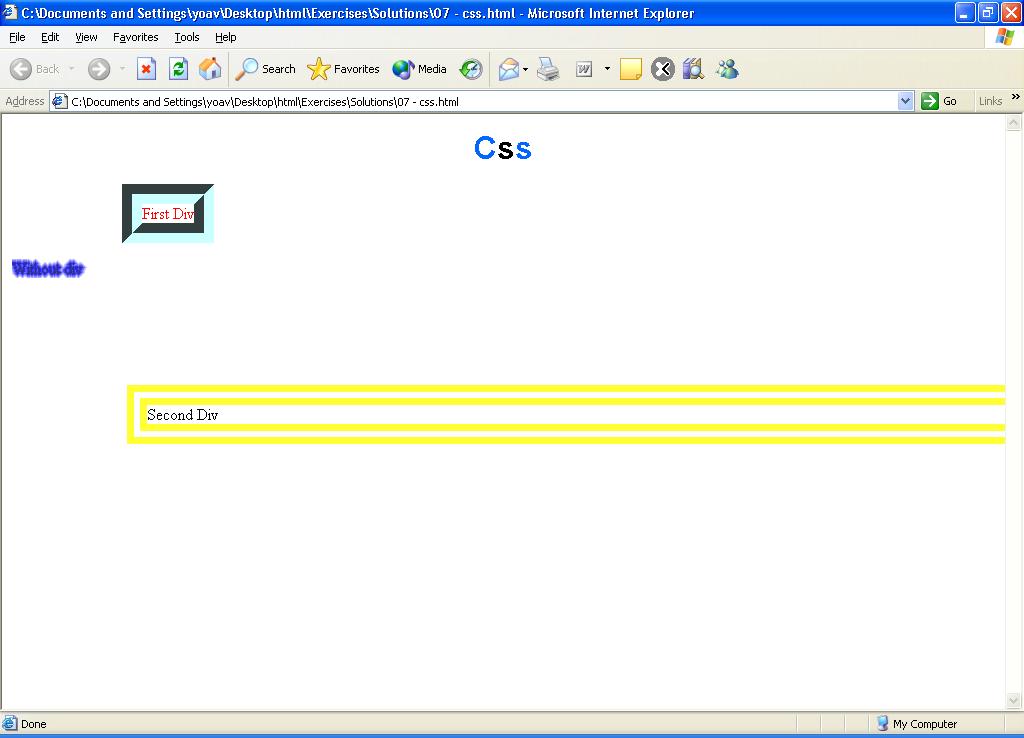 C:\Documents and Settings\yoav\Desktop\html\Exercises\Solutions\07 - css.html - Microsoft Internet Explorer
File Edit View Favorites Tools Help
Back Search Favorites Media
Address C:\Documents and Settings\yoav\Desktop\html\Exercises\Solutions\07 - css.html Go Links »
Css
First Div
Without div
Second Div
Done My Computer